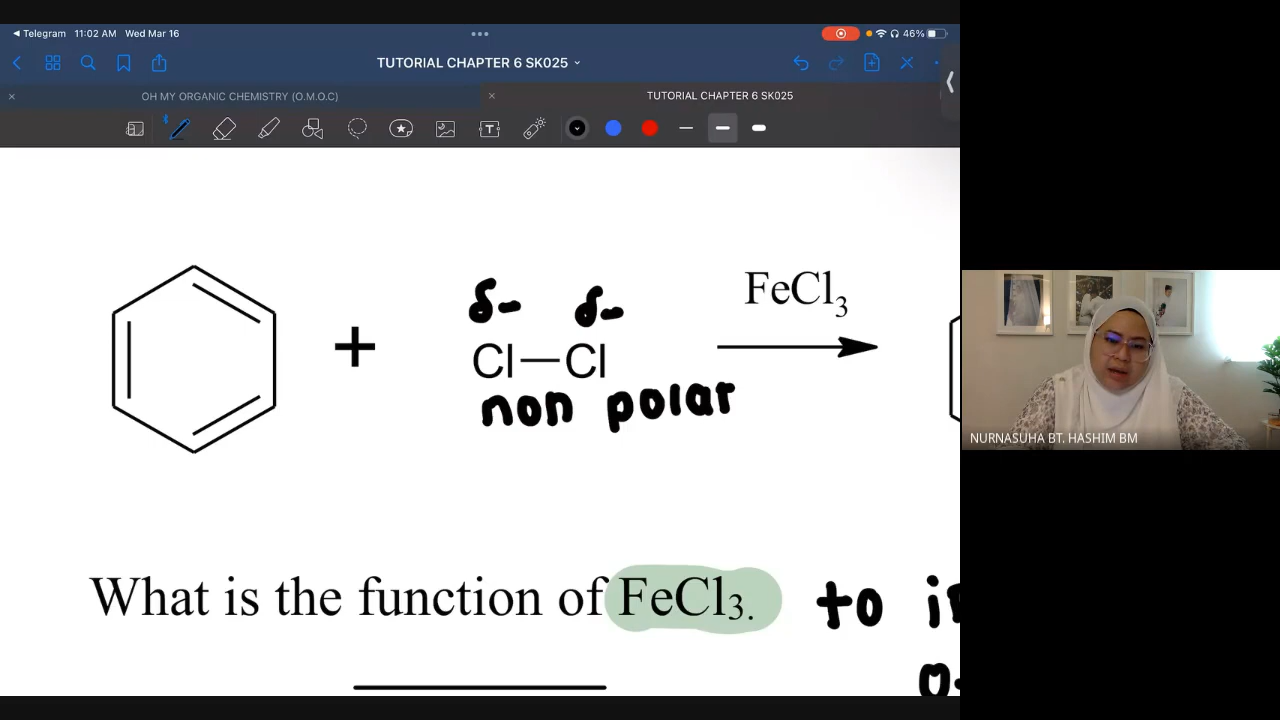 Telegram 11:02 AM Wed Mar 16
46%
TUTORIAL CHAPTER 6 SK025
OH MY ORGANIC CHEMISTRY (O.M.O.C)
TUTORIAL CHAPTER 6 SK025
T
FeCl3
δ- δ-
+ Cl—Cl
non polar
NURNASUHA BT. HASHIM BM
What is the function of FeCl3. to